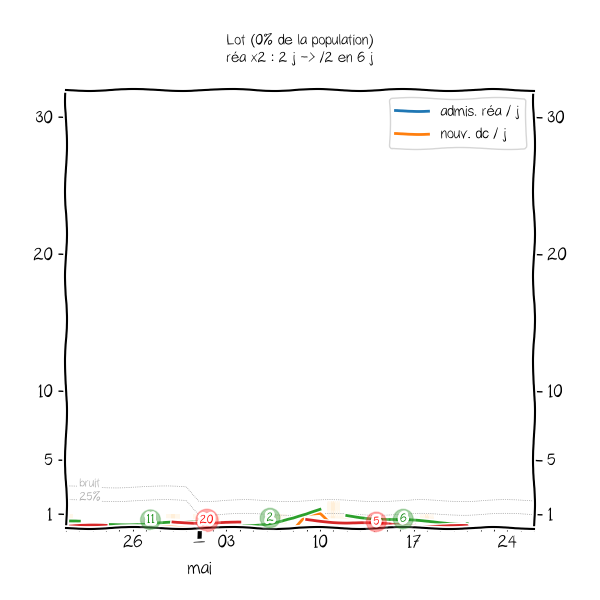 Lot (0% de la population)
réa x2 : 2 j -> /2 en 6 j
admis. réa / j
nouv. dc / j
30 30
20 20
10 10
5 5
bruit
25%
1 1
11 20 2 5 6
26 03 10 17 24
1
mai